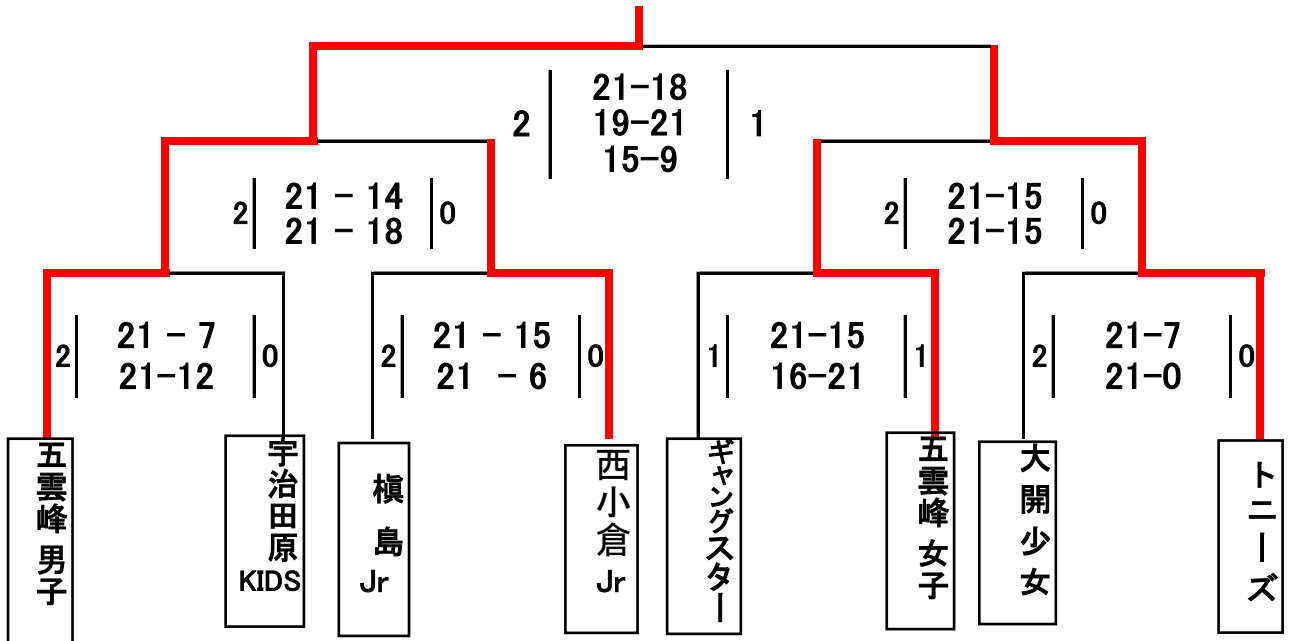 21-18
2 19-21 1
15-9
2 21 - 14 0
21 - 18
2 21-15 0
21-15
2 21 - 7 0
21-12
2 21 - 15 0
21 - 6
1 21-15 1
16-21
2 21-7 0
21-0
五雲峰男子
宇治田原
KIDS
槇島
Jr
西小倉
Jr
ギャングスター
五雲峰女子
大開少女
トニーズ